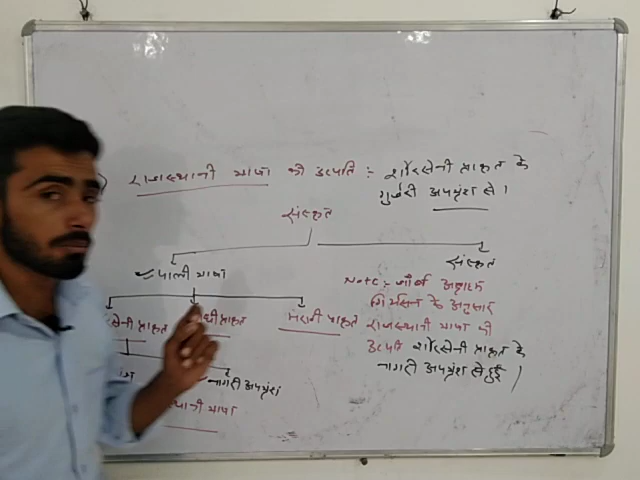 राजस्थानी भाषा की उत्पति :- शौरसेनी प्राकृत के
गुर्जरी अपभ्रंश से।
संस्कृत
पाली भाषा
संस्कृत
सेनी प्राकृत
धी प्राकृत
मराठी प्राकृत
नागरी अपभ्रंश
थानी भाषा
Note :- जॉर्ज अब्राहम
ग्रियर्सन के अनुसार
राजस्थानी भाषा की
उत्पति शौरसेनी प्राकृत के
नागरी अपभ्रंश से हुई।